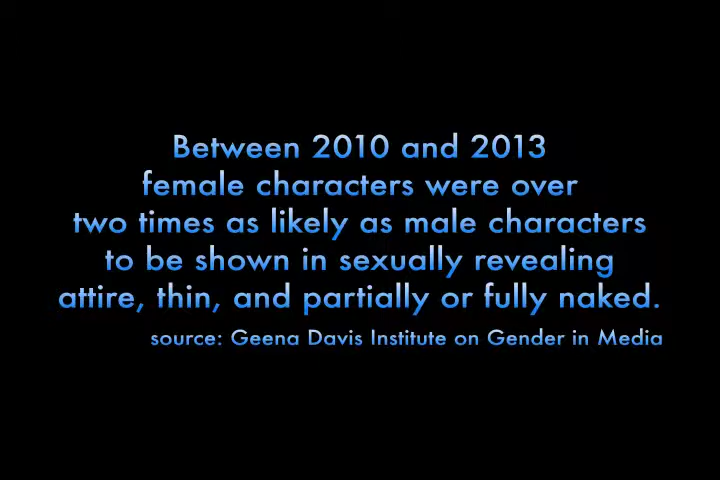 Between 2010 and 2013
female characters were over
two times as likely as male characters
to be shown in sexually revealing
attire, thin, and partially or fully naked.
source: Geena Davis Institute on Gender in Media